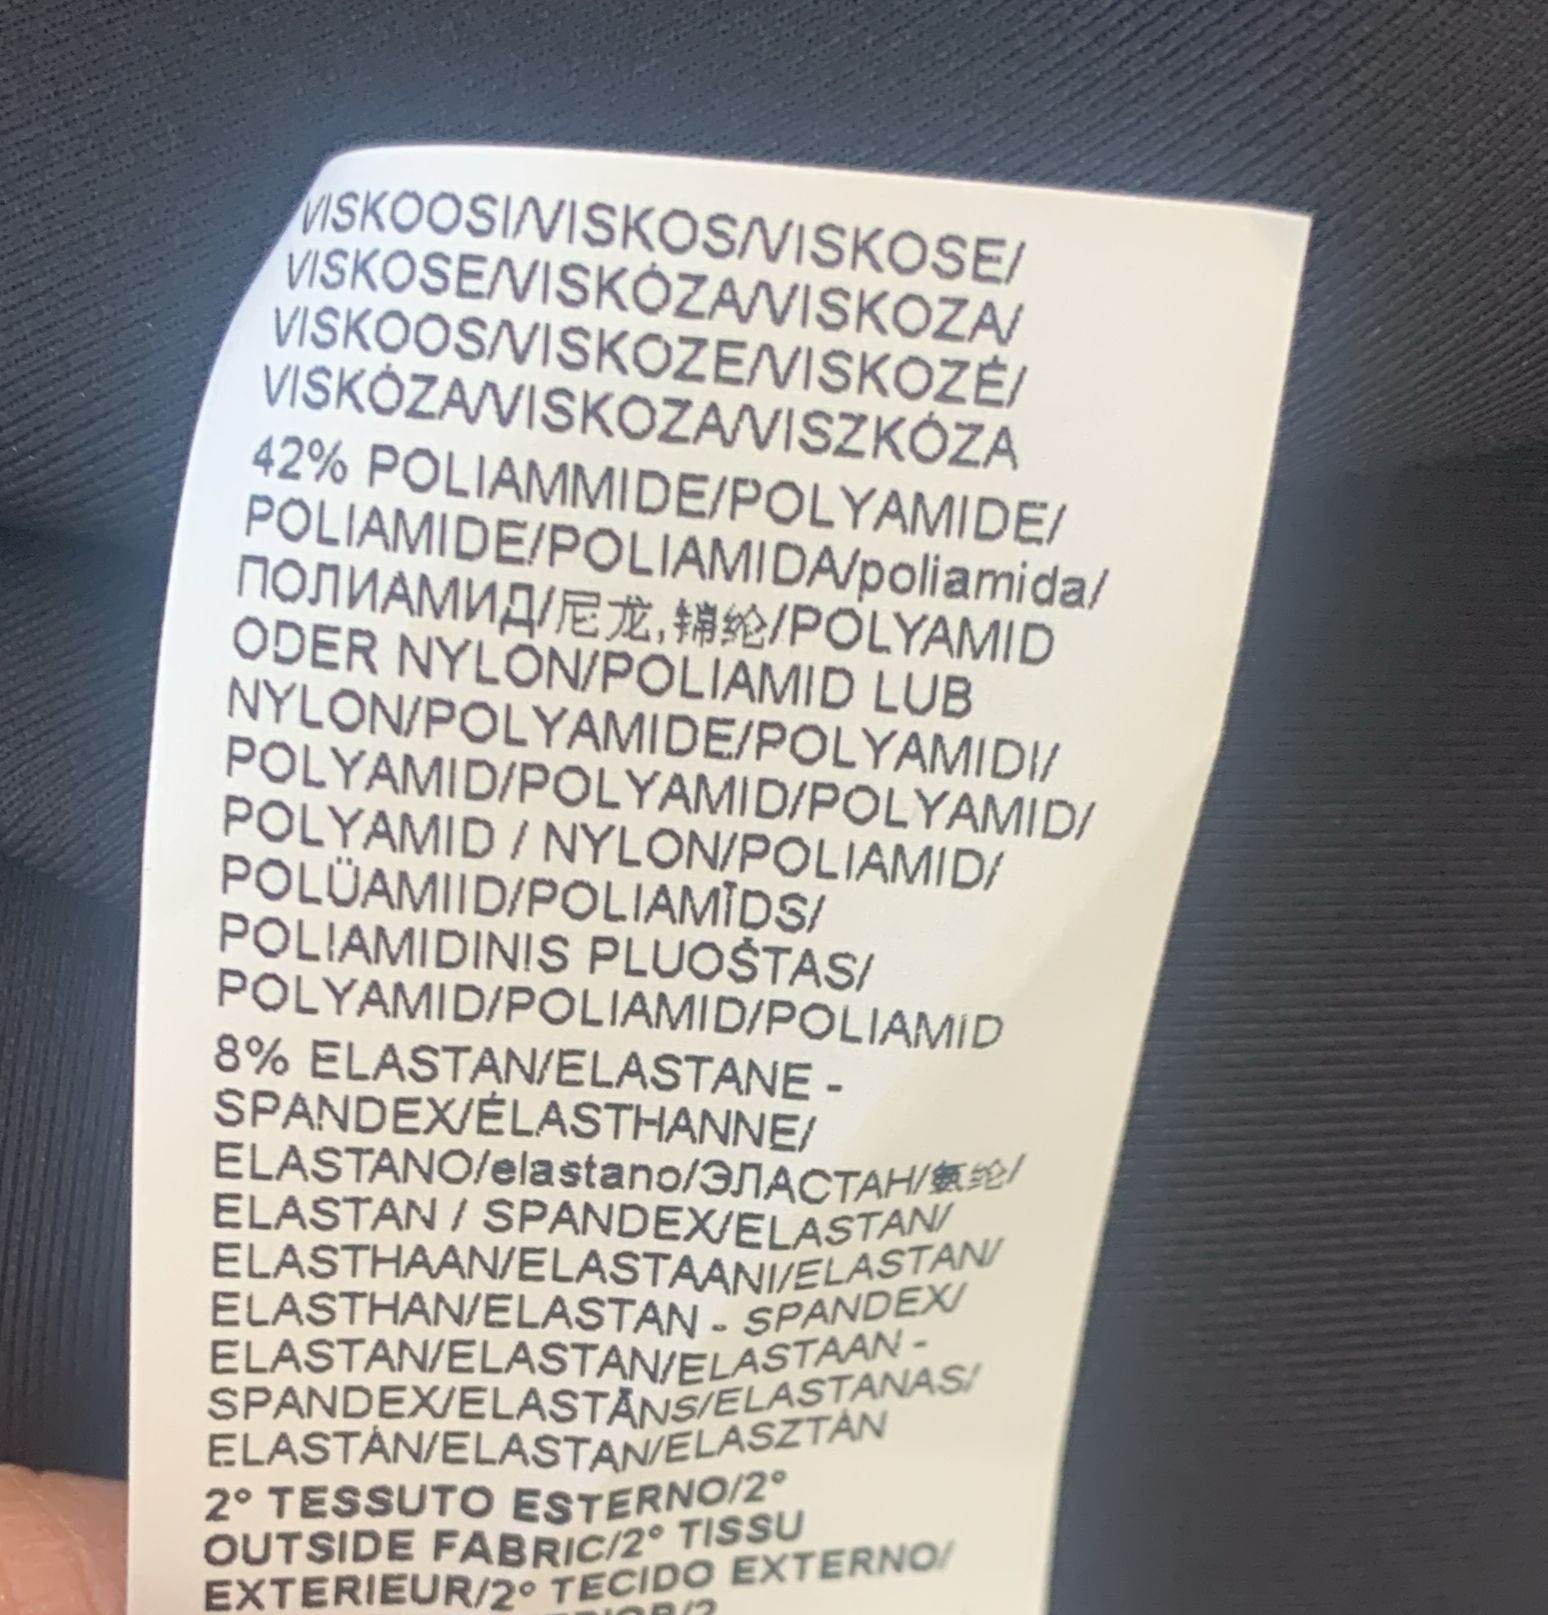 VISKOOSI/VISKOS/VISKOSE/
VISKOSE/VISKÓZA/VISKOZA/
VISKOOS/VISKOZE/VISKOZĖ/
VISKÓZA/VISKOZA/VISZKÓZA
42% POLIAMMIDE/POLYAMIDE/
POLIAMIDE/POLIAMIDA/poliamida/
ПОЛИАМИД/尼龙,锦纶/POLYAMID
ODER NYLON/POLIAMID LUB
NYLON/POLYAMIDE/POLYAMIDI/
POLYAMID/POLYAMID/POLYAMID/
POLYAMID / NYLON/POLIAMID/
POLÜAMIID/POLIAMĪDS/
POLIAMIDINIS PLUOŠTAS/
POLYAMID/POLIAMID/POLIAMID
8% ELASTAN/ELASTANE -
SPANDEX/ÉLASTHANNE/
ELASTANO/elastano/ЭЛАСТАН/氨纶/
ELASTAN / SPANDEX/ELASTAN/
ELASTHAAN/ELASTAANI/ELASTAN/
ELASTHAN/ELASTAN - SPANDEX/
ELASTAN/ELASTAN/ELASTAAN -
SPANDEX/ELASTĀNS/ELASTANAS/
ELASTÁN/ELASTAN/ELASZTÁN
2° TESSUTO ESTERNO/2°
OUTSIDE FABRIC/2° TISSU
EXTERIEUR/2° TECIDO EXTERNO/